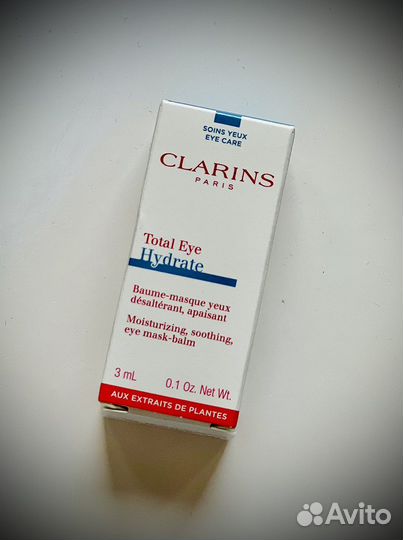 SOINS YEUX
EYE CARE
CLARINS
PARIS
Total Eye
Hydrate
Baume-masque yeux
désaltérant, apaisant
Moisturizing, soothing,
eye mask-balm
3 mL 0.1 Oz. Net Wt.
AUX EXTRAITS DE PLANTES
Avito